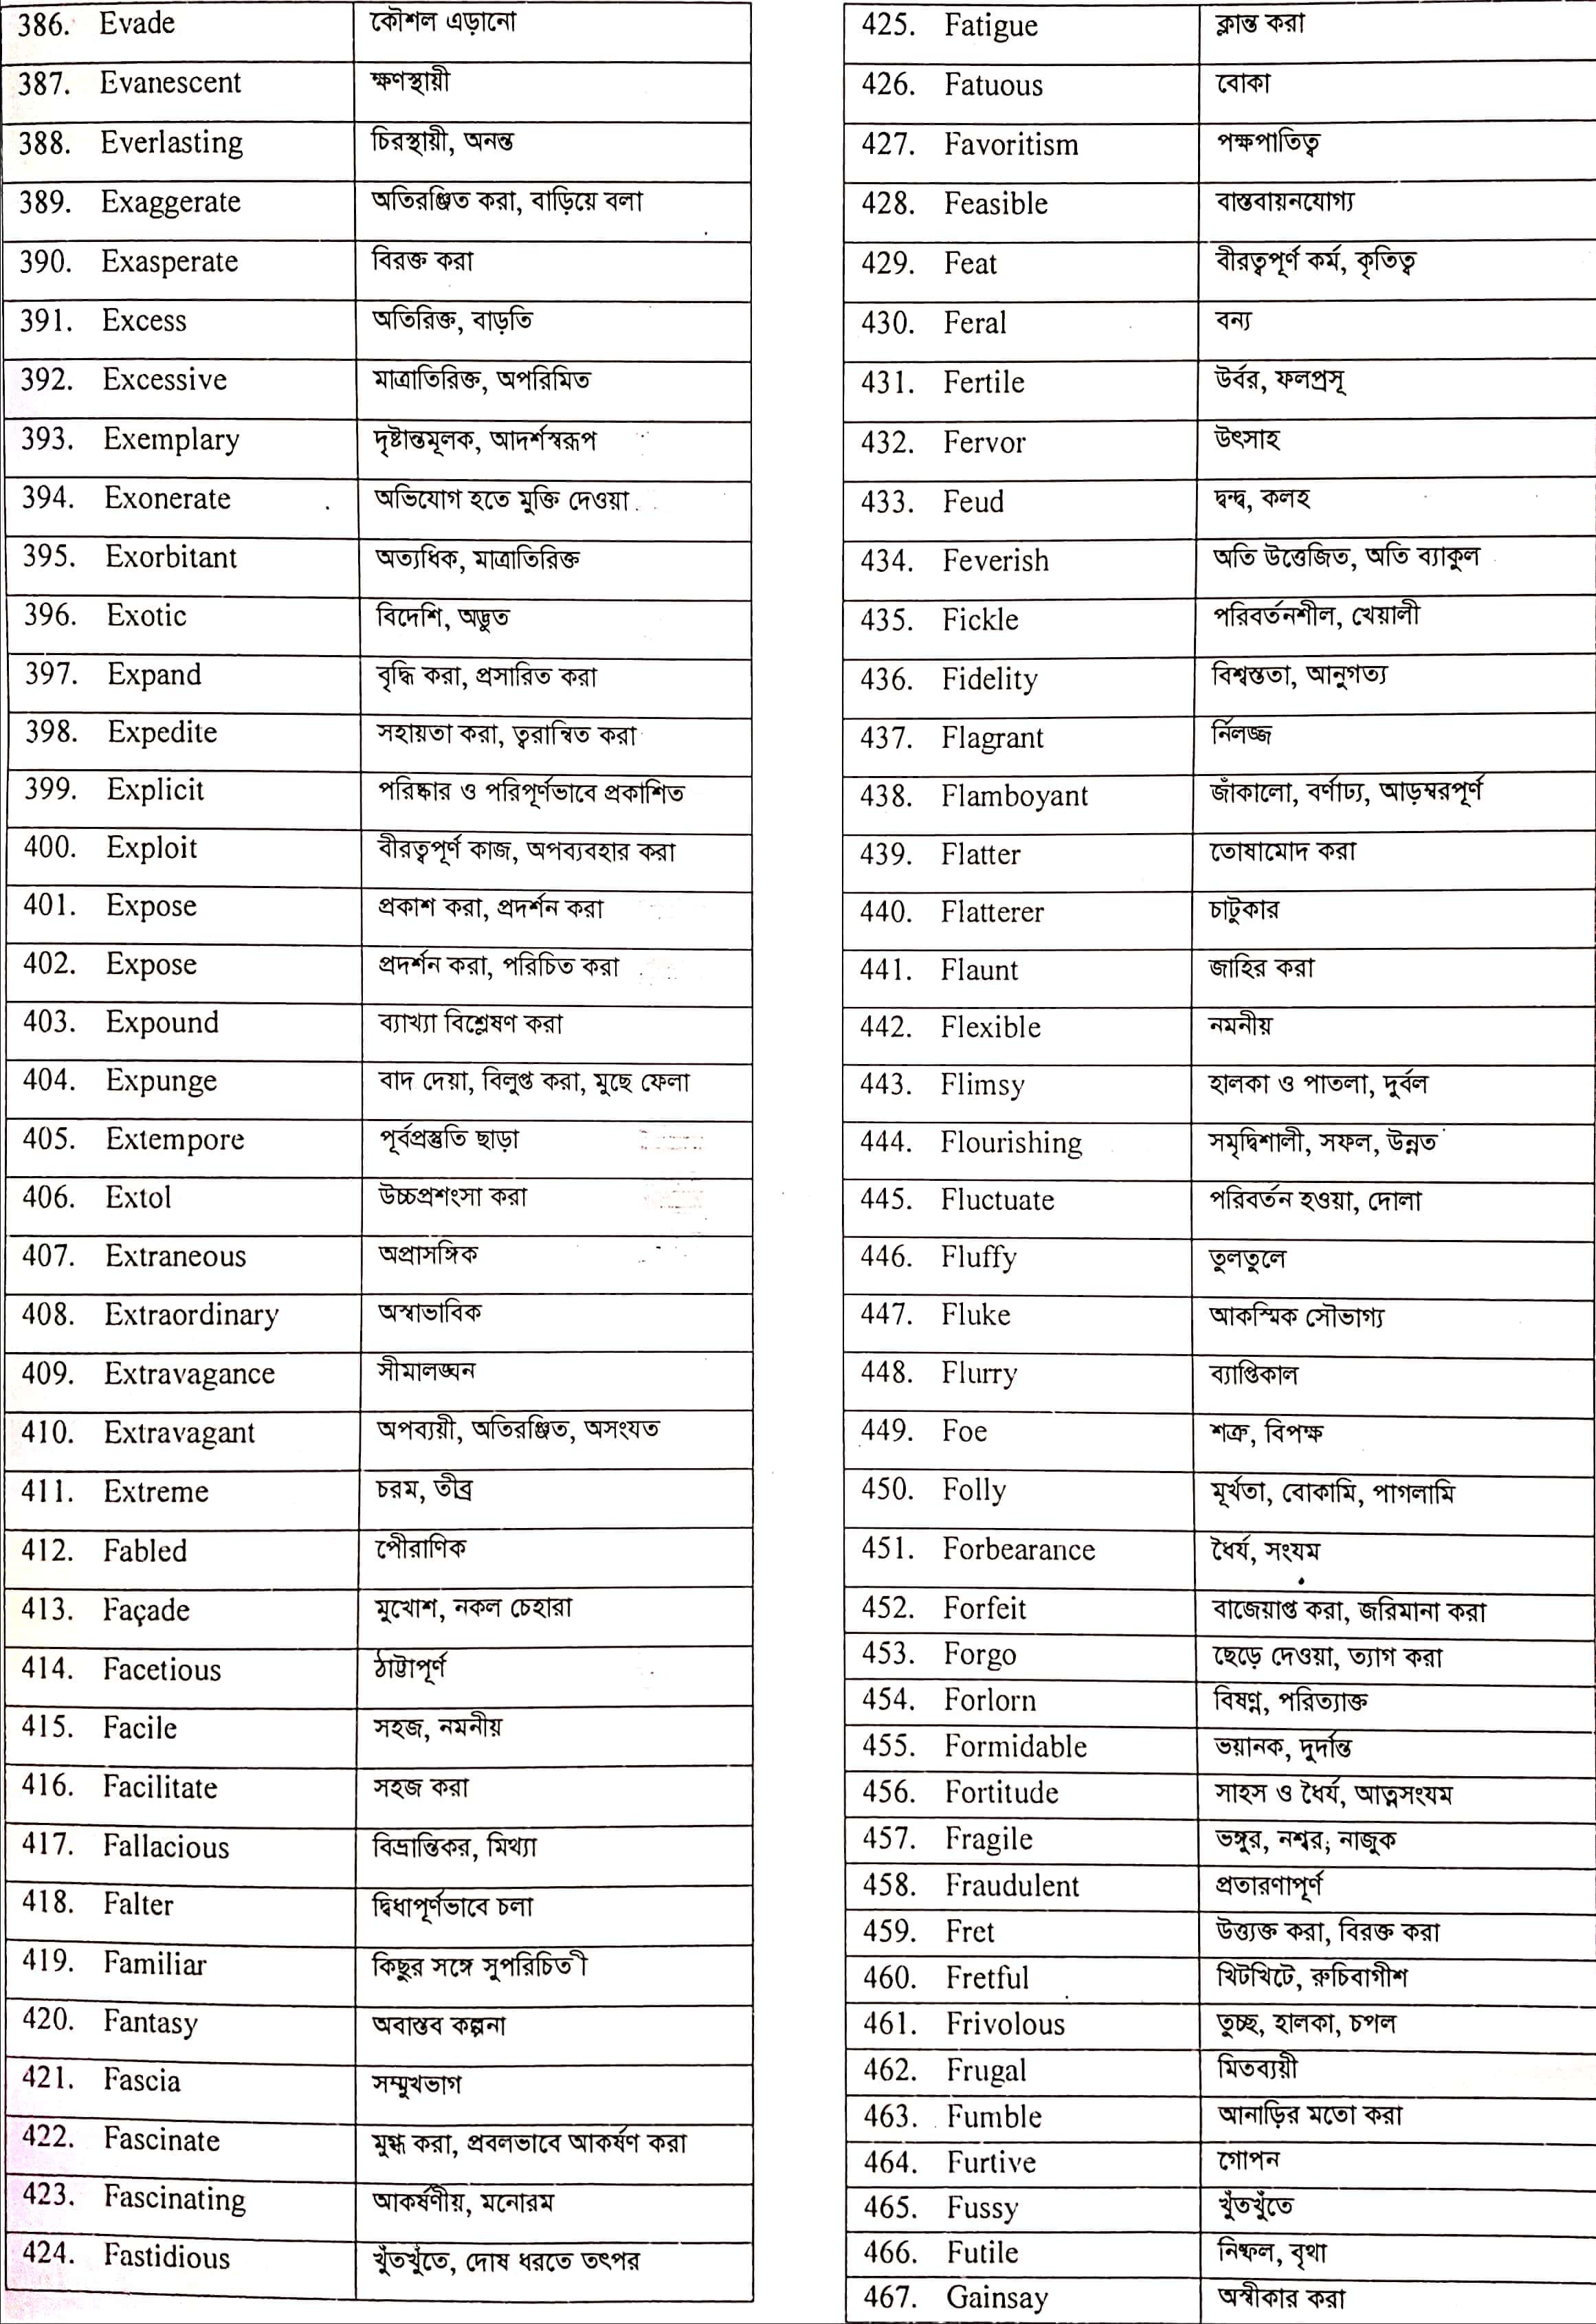 386. Evade কৌশল এড়ানো
387. Evanescent ক্ষণস্থায়ী
388. Everlasting চিরস্থায়ী, অনন্ত
389. Exaggerate অতিরঞ্জিত করা, বাড়িয়ে বলা
390. Exasperate বিরক্ত করা
391. Excess অতিরিক্ত, বাড়তি
392. Excessive মাত্রাতিরিক্ত, অপরিমিত
393. Exemplary দৃষ্টান্তমূলক, আদর্শস্বরূপ
394. Exonerate অভিযোগ হতে মুক্তি দেওয়া
395. Exorbitant অত্যধিক, মাত্রাতিরিক্ত
396. Exotic বিদেশি, অদ্ভুত
397. Expand বৃদ্ধি করা, প্রসারিত করা
398. Expedite সহায়তা করা, ত্বরান্বিত করা
399. Explicit পরিষ্কার ও পরিপূর্ণভাবে প্রকাশিত
400. Exploit বীরত্বপূর্ণ কাজ, অপব্যবহার করা
401. Expose প্রকাশ করা, প্রদর্শন করা
402. Expose প্রদর্শন করা, পরিচিত করা
403. Expound ব্যাখ্যা বিশ্লেষণ করা
404. Expunge বাদ দেয়া, বিলুপ্ত করা, মুছে ফেলা
405. Extempore পূর্বপ্রস্তুতি ছাড়া
406. Extol উচ্চপ্রশংসা করা
407. Extraneous অপ্রাসঙ্গিক
408. Extraordinary অস্বাভাবিক
409. Extravagance সীমালঙ্ঘন
410. Extravagant অপব্যয়ী, অতিরঞ্জিত, অসংযত
411. Extreme চরম, তীব্র
412. Fabled পৌরাণিক
413. Façade মুখোশ, নকল চেহারা
414. Facetious ঠাট্টাপূর্ণ
415. Facile সহজ, নমনীয়
416. Facilitate সহজ করা
417. Fallacious বিভ্রান্তিকর, মিথ্যা
418. Falter দ্বিধাপূর্ণভাবে চলা
419. Familiar কিছুর সঙ্গে সুপরিচিতী
420. Fantasy অবাস্তব কল্পনা
421. Fascia সম্মুখভাগ
422. Fascinate মুগ্ধ করা, প্রবলভাবে আকর্ষণ করা
423. Fascinating আকর্ষণীয়, মনোরম
424. Fastidious খুঁতখুঁতে, দোষ ধরতে তৎপর
425. Fatigue ক্লান্ত করা
426. Fatuous বোকা
427. Favoritism পক্ষপাতিত্ব
428. Feasible বাস্তবায়নযোগ্য
429. Feat বীরত্বপূর্ণ কর্ম, কৃতিত্ব
430. Feral বন্য
431. Fertile উর্বর, ফলপ্রসূ
432. Fervor উৎসাহ
433. Feud দ্বন্দ্ব, কলহ
434. Feverish অতি উত্তেজিত, অতি ব্যাকুল
435. Fickle পরিবর্তনশীল, খেয়ালী
436. Fidelity বিশ্বস্ততা, আনুগত্য
437. Flagrant র্নিলজ্জ
438. Flamboyant জাঁকালো, বর্ণাঢ্য, আড়ম্বরপূর্ণ
439. Flatter তোষামোদ করা
440. Flatterer চাটুকার
441. Flaunt জাহির করা
442. Flexible নমনীয়
443. Flimsy হালকা ও পাতলা, দুর্বল
444. Flourishing সমৃদ্বিশালী, সফল, উন্নত
445. Fluctuate পরিবর্তন হওয়া, দোলা
446. Fluffy তুলতুলে
447. Fluke আকস্মিক সৌভাগ্য
448. Flurry ব্যাপ্তিকাল
449. Foe শত্রু, বিপক্ষ
450. Folly মূর্খতা, বোকামি, পাগলামি
451. Forbearance ধৈর্য, সংযম
452. Forfeit বাজেয়াপ্ত করা, জরিমানা করা
453. Forgo ছেড়ে দেওয়া, ত্যাগ করা
454. Forlorn বিষণ্ণ, পরিত্যাক্ত
455. Formidable ভয়ানক, দুর্দান্ত
456. Fortitude সাহস ও ধৈর্য, আত্নসংযম
457. Fragile ভঙ্গুর, নশ্বর; নাজুক
458. Fraudulent প্রতারণাপূর্ণ
459. Fret উত্ত্যক্ত করা, বিরক্ত করা
460. Fretful খিটখিটে, রুচিবাগীশ
461. Frivolous তুচ্ছ, হালকা, চপল
462. Frugal মিতব্যয়ী
463. Fumble আনাড়ির মতো করা
464. Furtive গোপন
465. Fussy খুঁতখুঁতে
466. Futile নিষ্ফল, বৃথা
467. Gainsay অস্বীকার করা